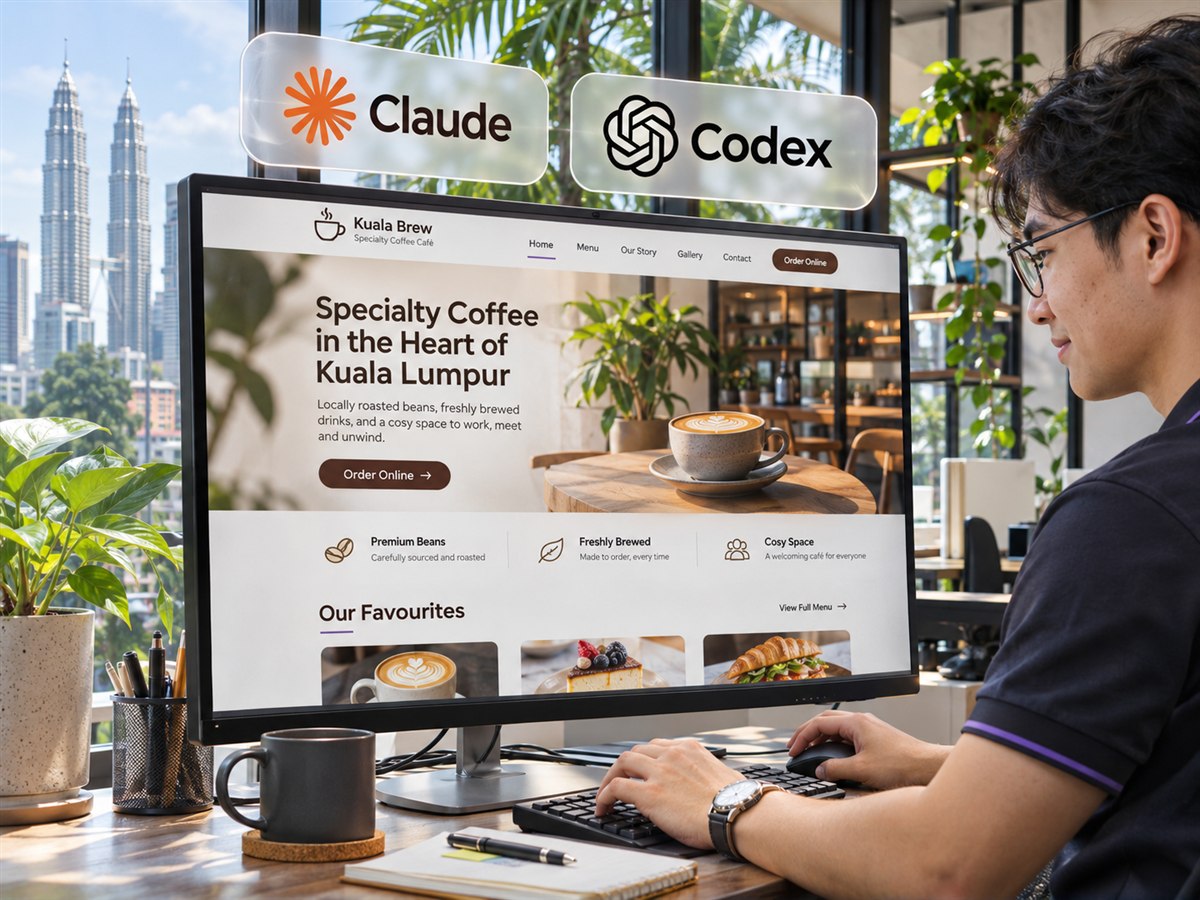 Claude
Codex
Kuala Brew
Specialty Coffee Café
Home
Menu
Our Story
Gallery
Contact
Order Online
Specialty Coffee
in the Heart of
Kuala Lumpur
Locally roasted beans, freshly brewed
drinks, and a cosy space to work, meet
and unwind.
Order Online →
Premium Beans
Carefully sourced and roasted
Freshly Brewed
Made to order, every time
Cosy Space
A welcoming café for everyone
Our Favourites
View Full Menu →